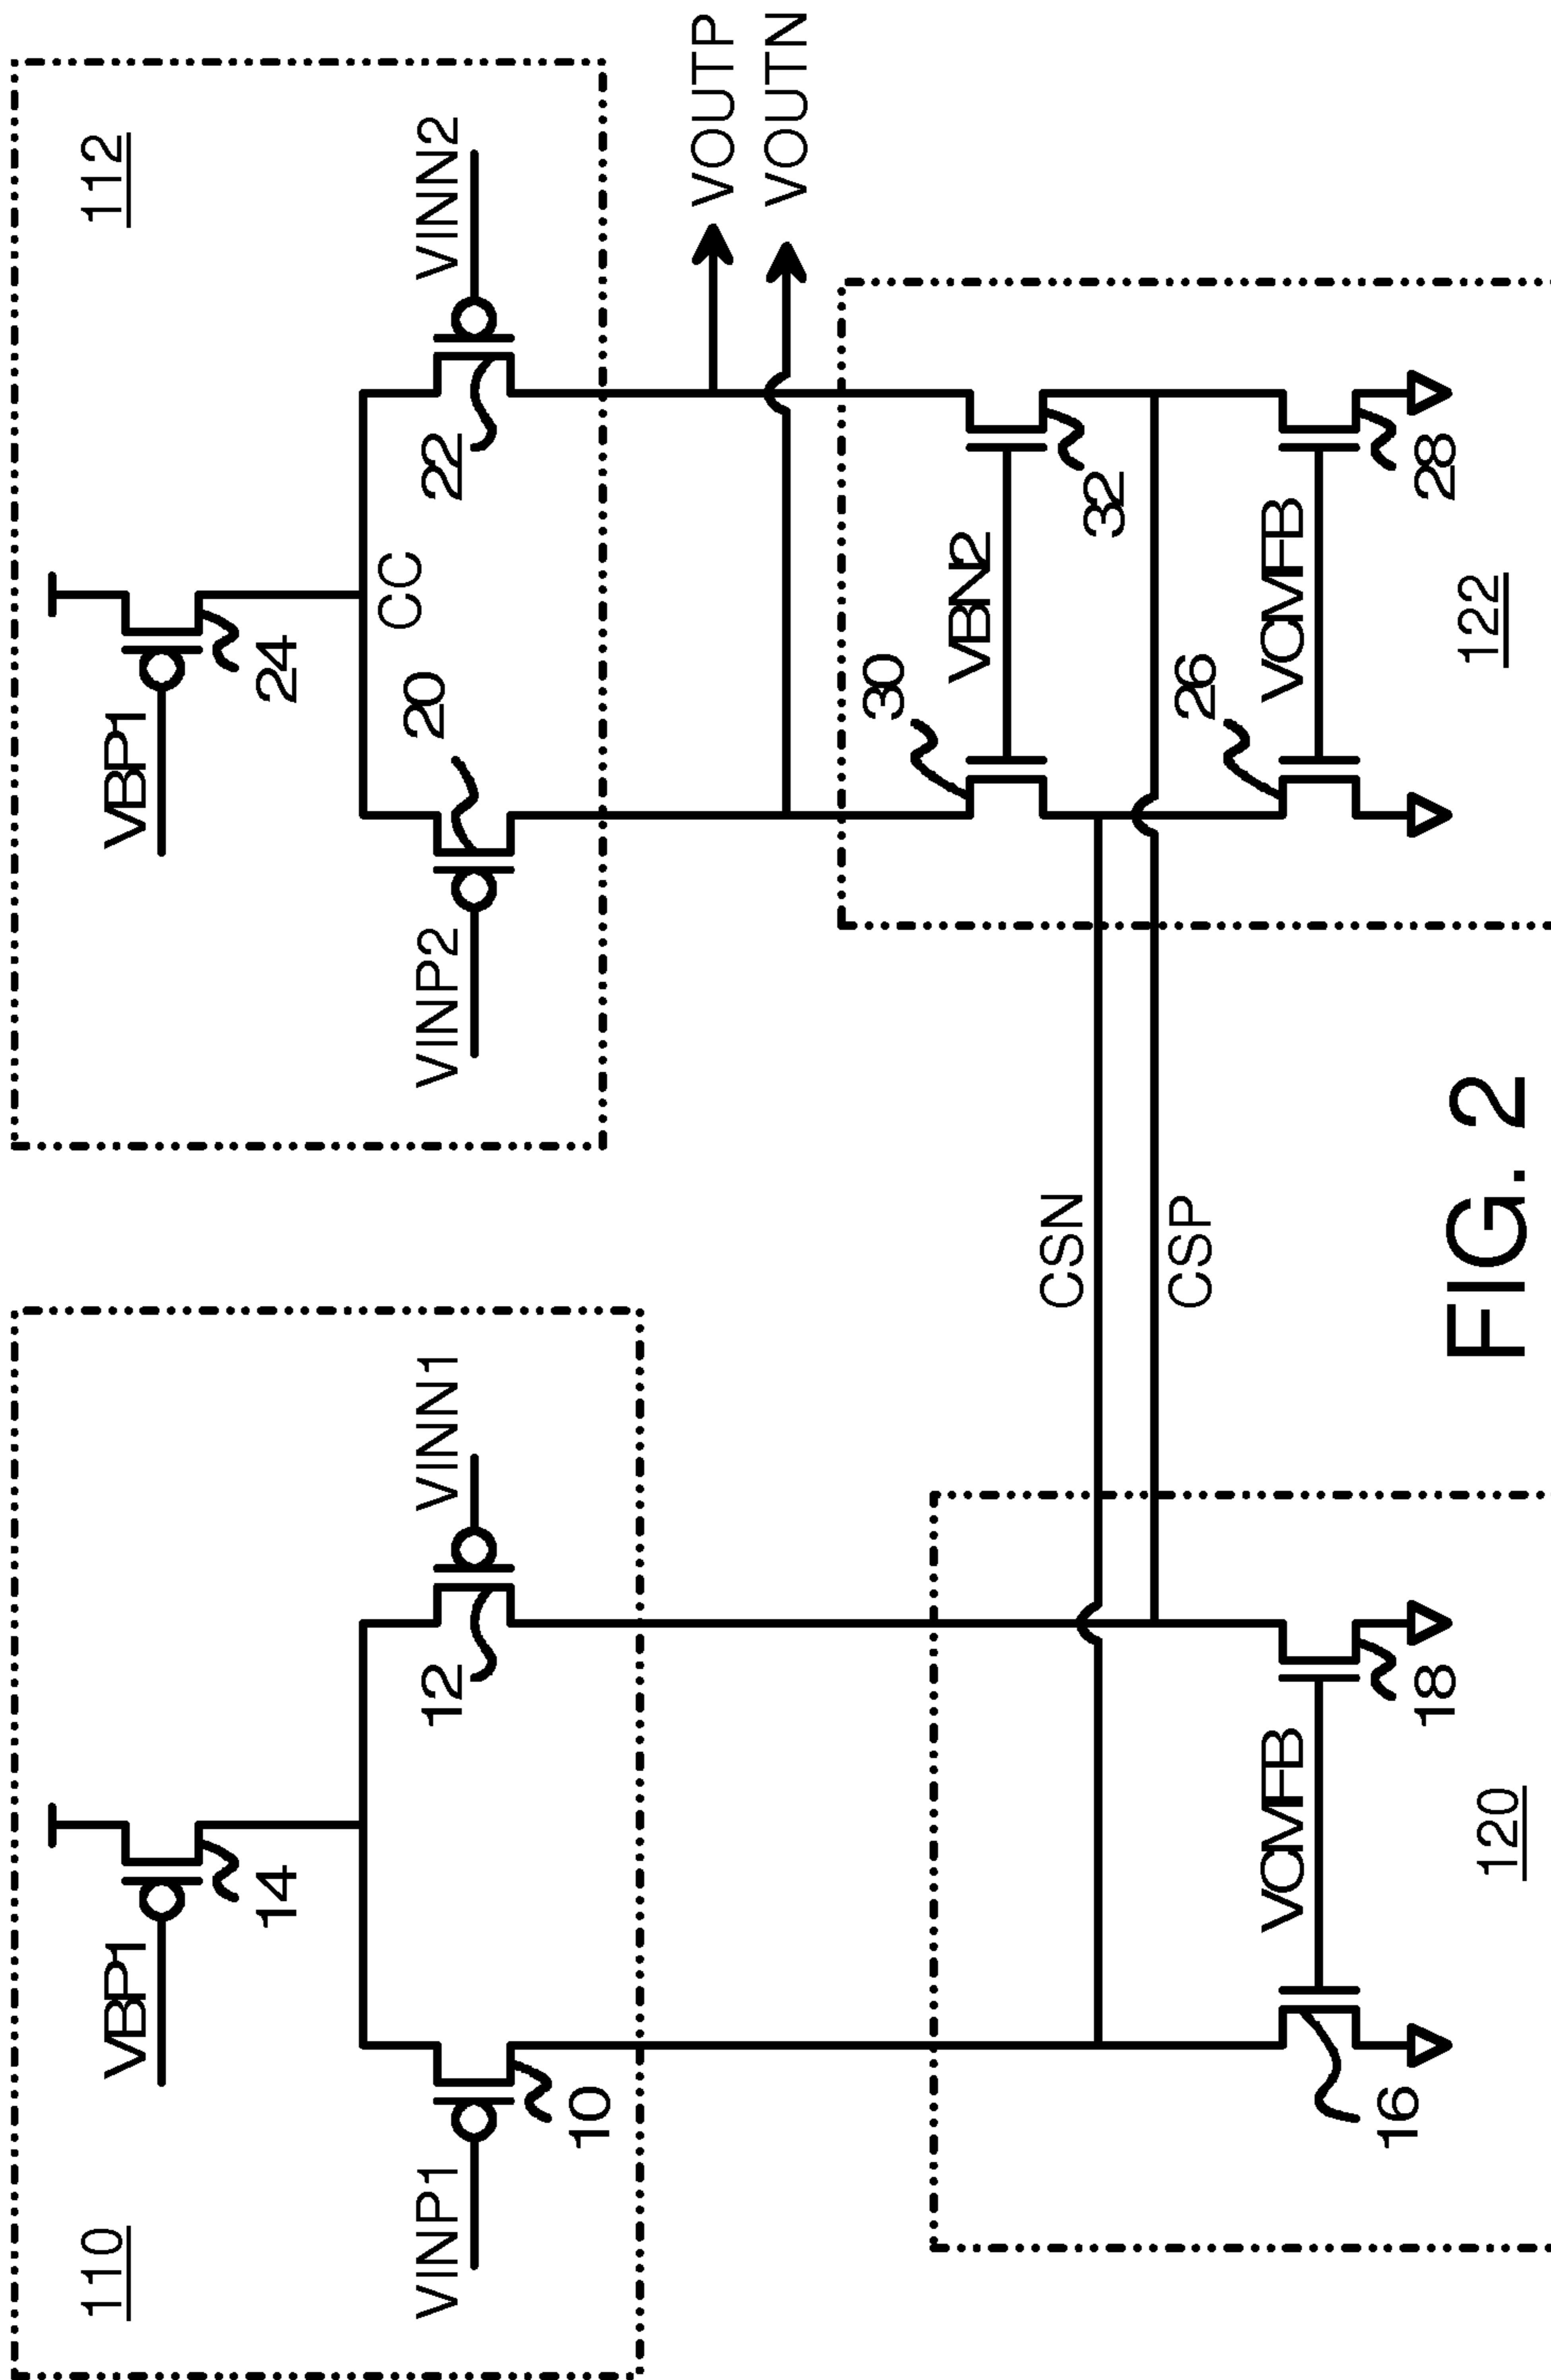 110
112
VBP1
VBP1
14
24
CC
VINP1
12
VINN1
VINP2
20
22
VINN2
10
VOUTP
VOUTN
30
VBN2
CSN
32
CSP
26
VCMFB
VCMFB
16
18
28
120
FIG. 2
122